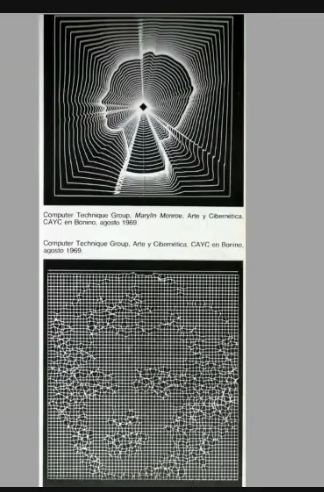 Computer Technique Group, Marylin Monroe, Arte y Cibernética,
CAYC en Bonino, agosto 1969.
Computer Technique Group, Arte y Cibernética, CAYC en Bonino,
agosto 1969.